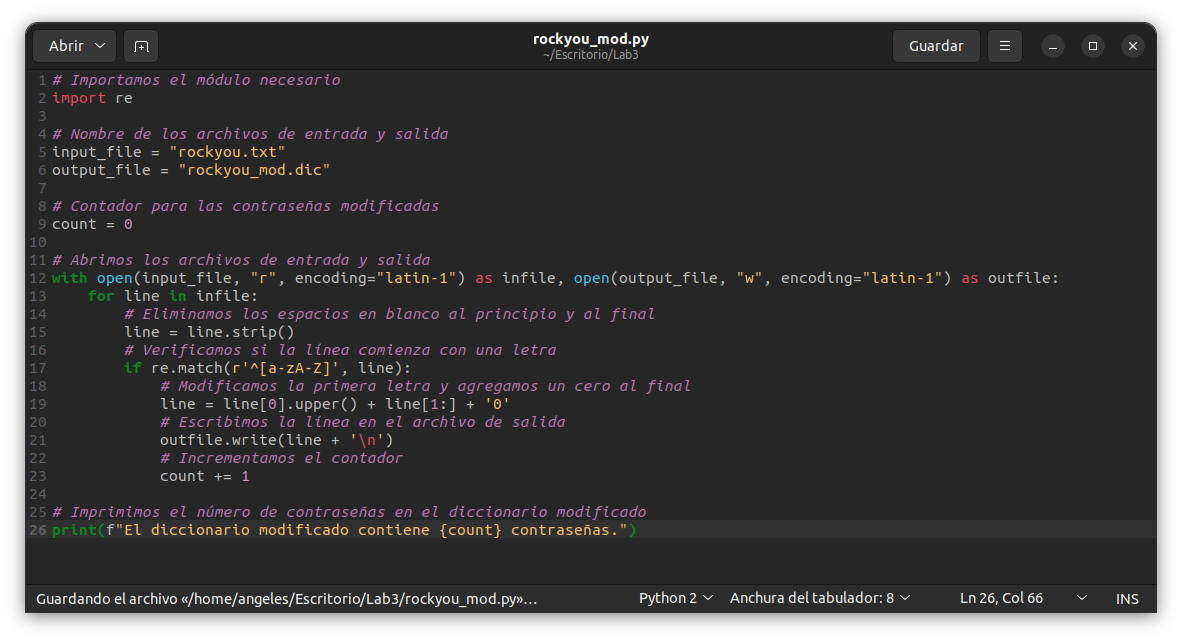 Abrir
rockyou_mod.py
~/Escritorio/Lab3
Guardar
1 # Importamos el módulo necesario
2 import re
3
4 # Nombre de los archivos de entrada y salida
5 input_file = "rockyou.txt"
6 output_file = "rockyou_mod.dic"
7
8 # Contador para las contraseñas modificadas
9 count = 0
10
11 # Abrimos los archivos de entrada y salida
12 with open(input_file, "r", encoding="latin-1") as infile, open(output_file, "w", encoding="latin-1") as outfile:
13     for line in infile:
14         # Eliminamos los espacios en blanco al principio y al final
15         line = line.strip()
16         # Verificamos si la línea comienza con una letra
17         if re.match(r'^[a-zA-Z]', line):
18             # Modificamos la primera letra y agregamos un cero al final
19             line = line[0].upper() + line[1:] + '0'
20             # Escribimos la línea en el archivo de salida
21             outfile.write(line + '\n')
22             # Incrementamos el contador
23             count += 1
24
25 # Imprimimos el número de contraseñas en el diccionario modificado
26 print(f"El diccionario modificado contiene {count} contraseñas.")
Guardando el archivo «/home/angeles/Escritorio/Lab3/rockyou_mod.py»… Python 2 Anchura del tabulador: 8 Ln 26, Col 66 INS